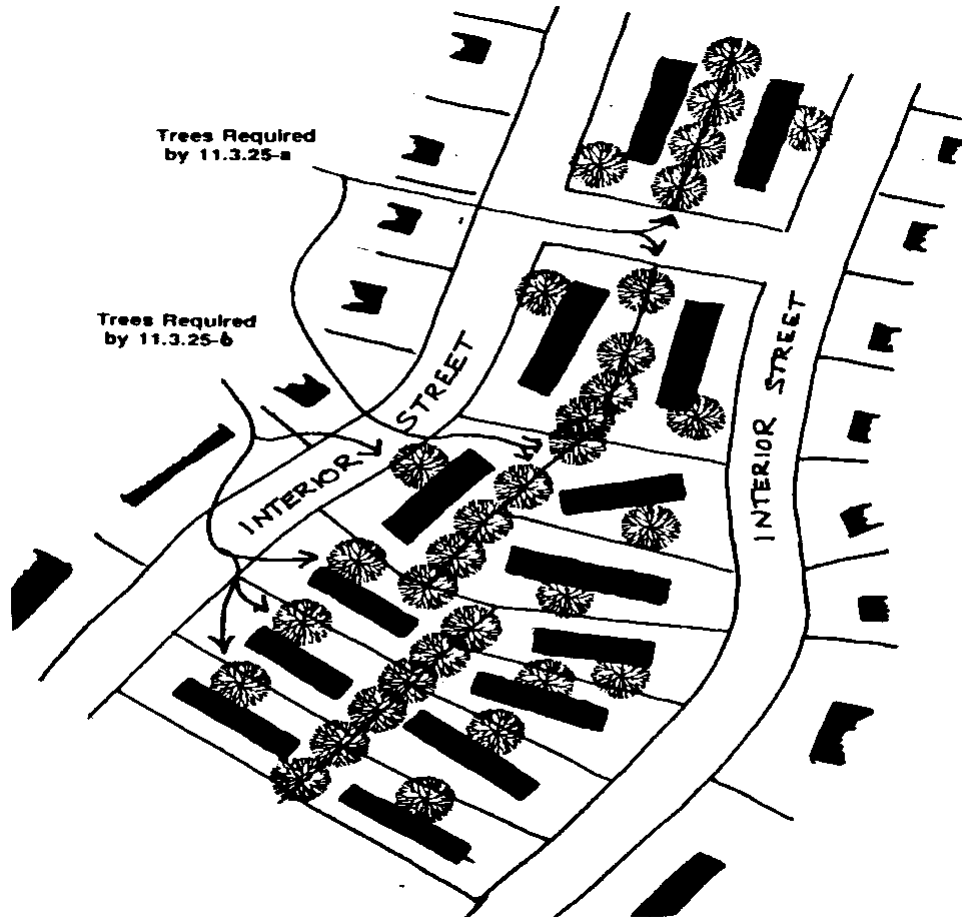 Trees Required
by 11.3.25-a
Trees Required
by 11.3.25-b
INTERIOR STREET
INTERIOR STREET